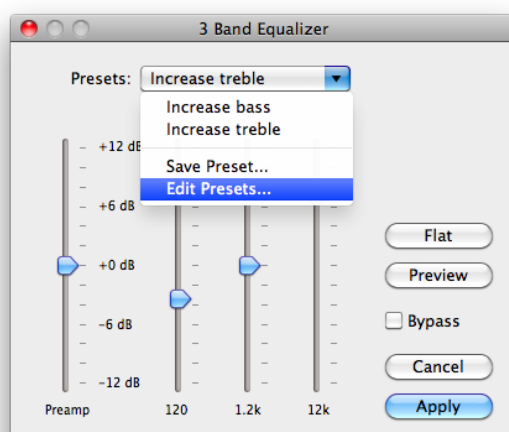 3 Band Equalizer
Presets: Increase treble
Increase bass
Increase treble
Save Preset...
Edit Presets...
+12 dB
+6 dB
+0 dB
-6 dB
-12 dB
Preamp 120 1.2k 12k
Flat
Preview
Bypass
Cancel
Apply